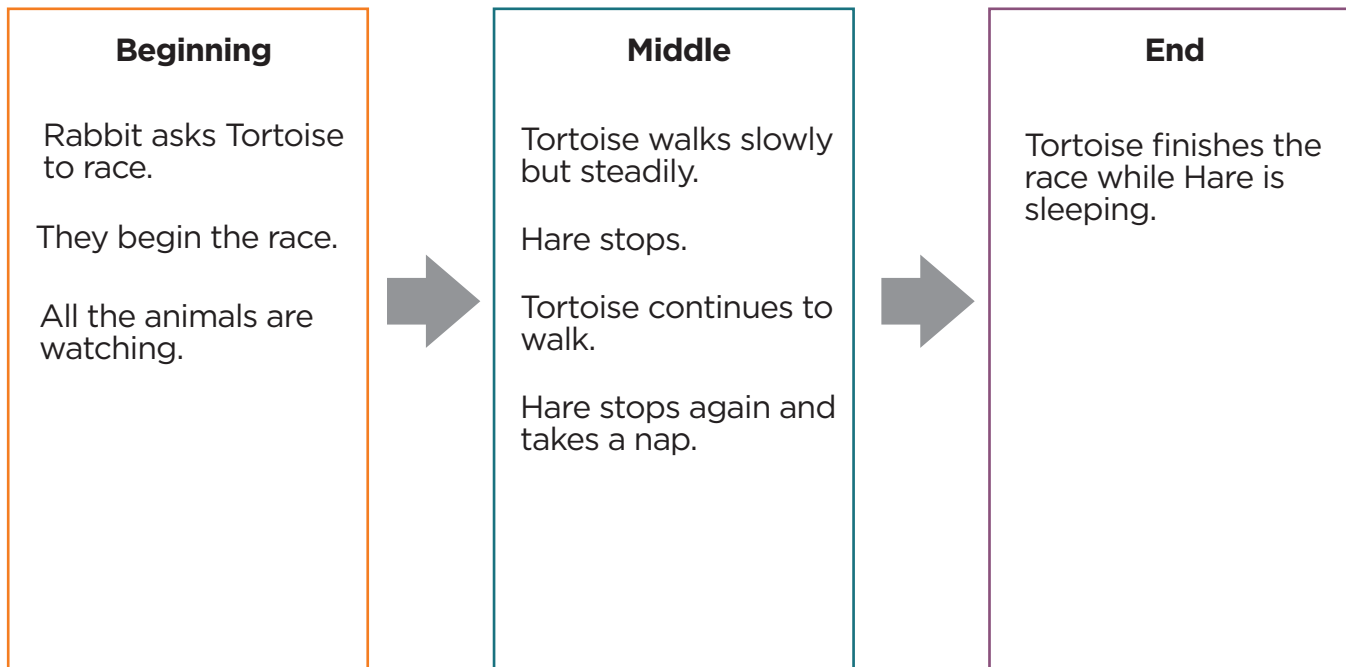 Beginning
Rabbit asks Tortoise
to race.
They begin the race.
All the animals are
watching.
Middle
Tortoise walks slowly
but steadily.
Hare stops.
Tortoise continues to
walk.
Hare stops again and
takes a nap.
End
Tortoise finishes the
race while Hare is
sleeping.